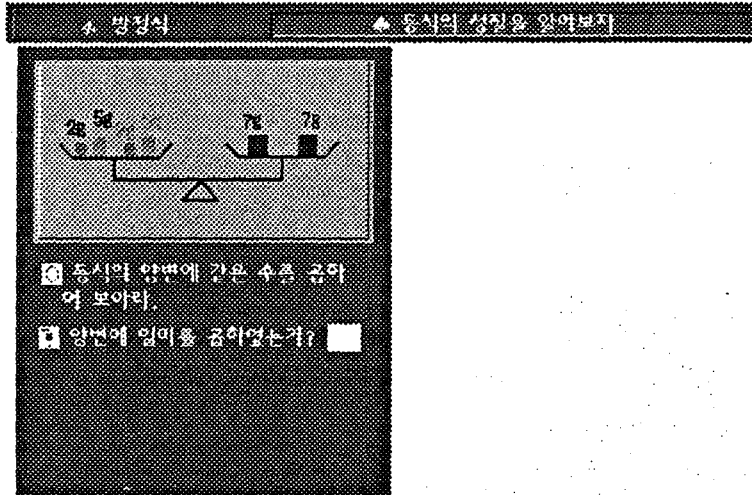 4. 방정식
♣ 등식의 성질을 알아보자
2g 5g
7g 7g
등식의 양변에 같은 수를 곱하
여 보아라.
양변에 얼마를 곱하였는가?